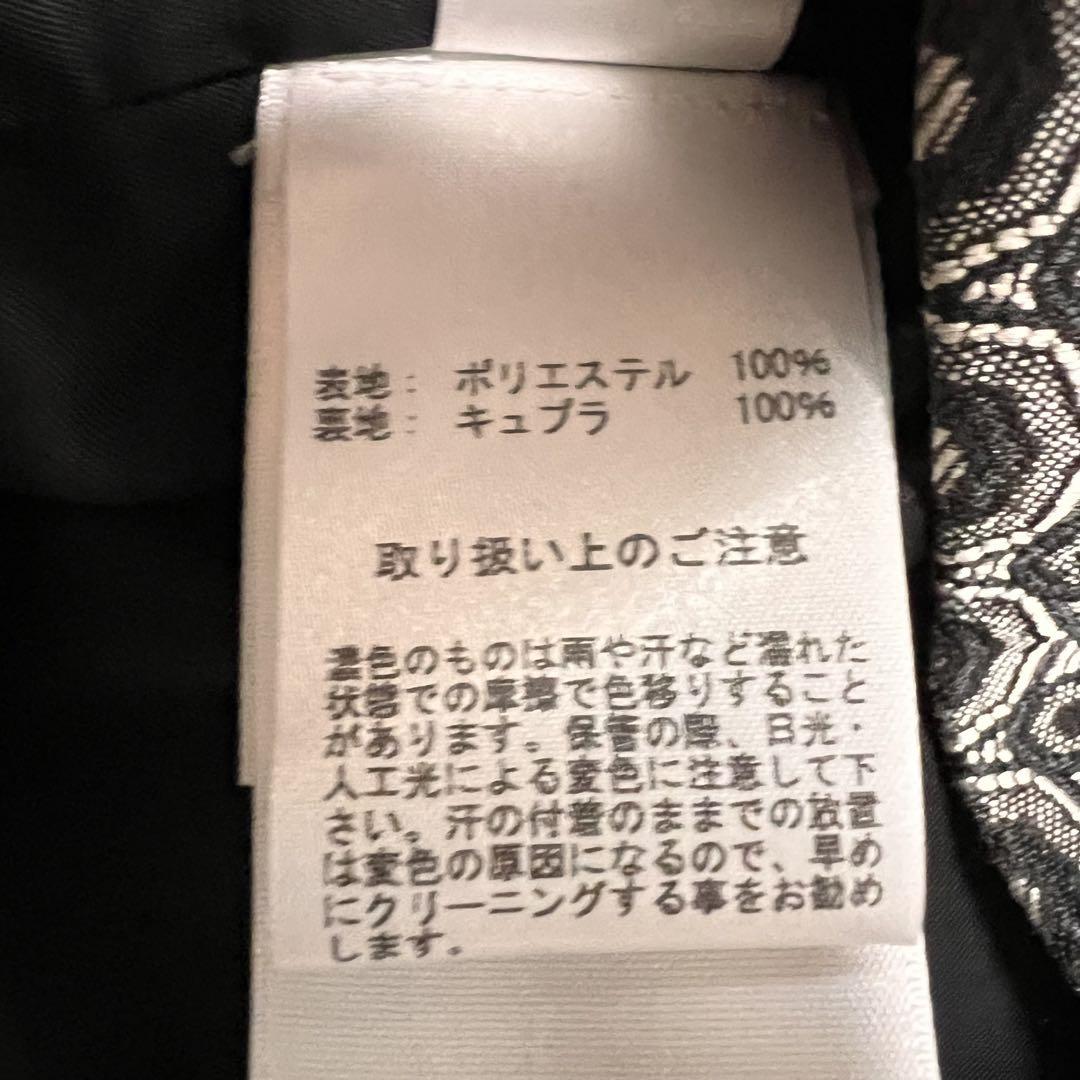 表地： ポリエステル 100%
裏地： キュプラ 100%
取り扱い上のご注意
濃色のものは雨や汗など濡れた
状態での摩擦で色移りすること
があります。保管の際、日光・
人工光による変色に注意して下
さい。汗の付着のままでの放置
は変色の原因になるので、早め
にクリーニングする事をお勧め
します。